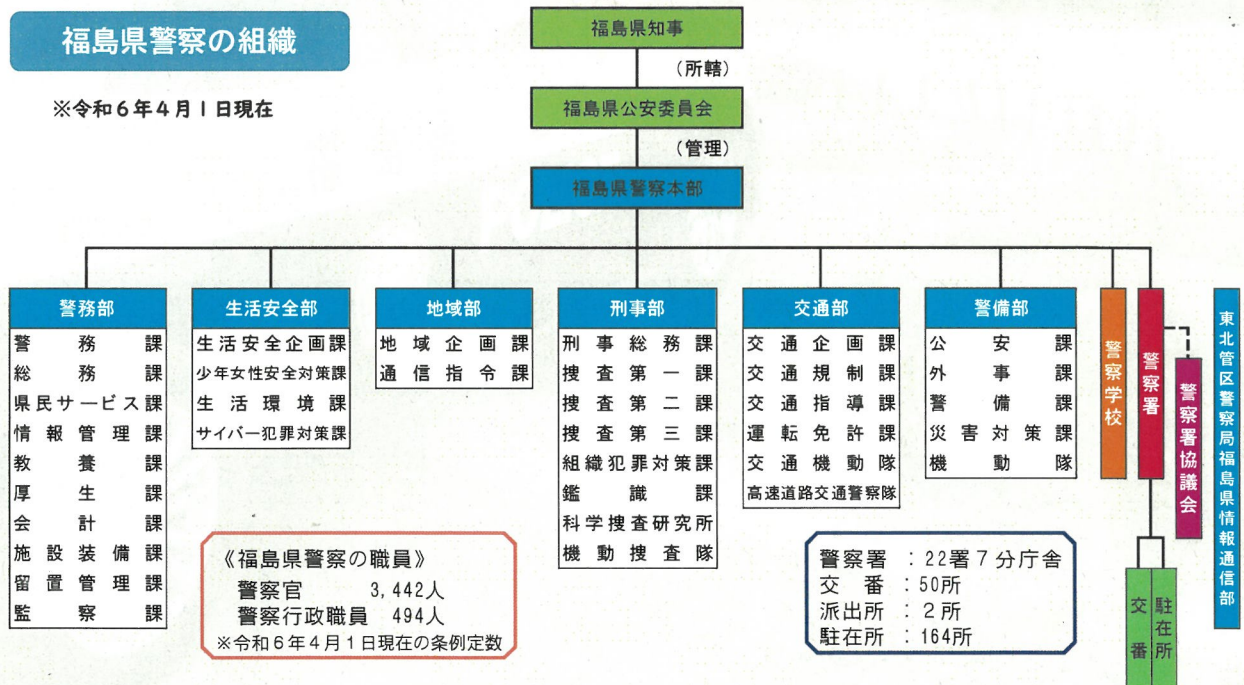 福島県警察の組織
※令和6年4月1日現在
福島県知事
(所轄)
福島県公安委員会
(管理)
福島県警察本部
警務部
警務課
総務課
県民サービス課
情報管理課
教養課
厚生課
会計課
施設装備課
留置管理課
監察課
生活安全部
生活安全企画課
少年女性安全対策課
生活環境課
サイバー犯罪対策課
地域部
地域企画課
通信指令課
刑事部
刑事総務課
捜査第一課
捜査第二課
捜査第三課
組織犯罪対策課
鑑識課
科学捜査研究所
機動捜査隊
交通部
交通企画課
交通規制課
交通指導課
運転免許課
交通機動隊
高速道路交通警察隊
警備部
公安課
外事課
警備課
災害対策課
機動隊
警察学校
警察署
警察署協議会
東北管区警察局福島県情報通信部
交番
駐在所
《福島県警察の職員》
警察官 3,442人
警察行政職員 494人
※令和6年4月1日現在の条例定数
警察署 : 22署7分庁舎
交番 : 50所
派出所 : 2所
駐在所 : 164所